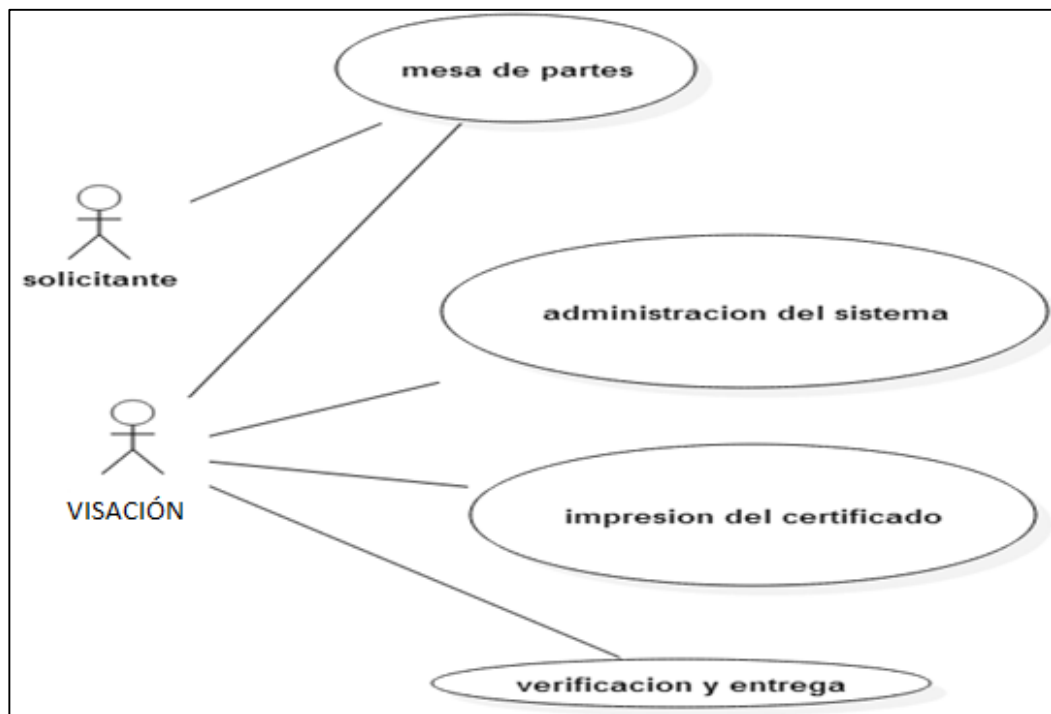 mesa de partes
solicitante
administracion del sistema
VISACIÓN
impresion del certificado
verificacion y entrega